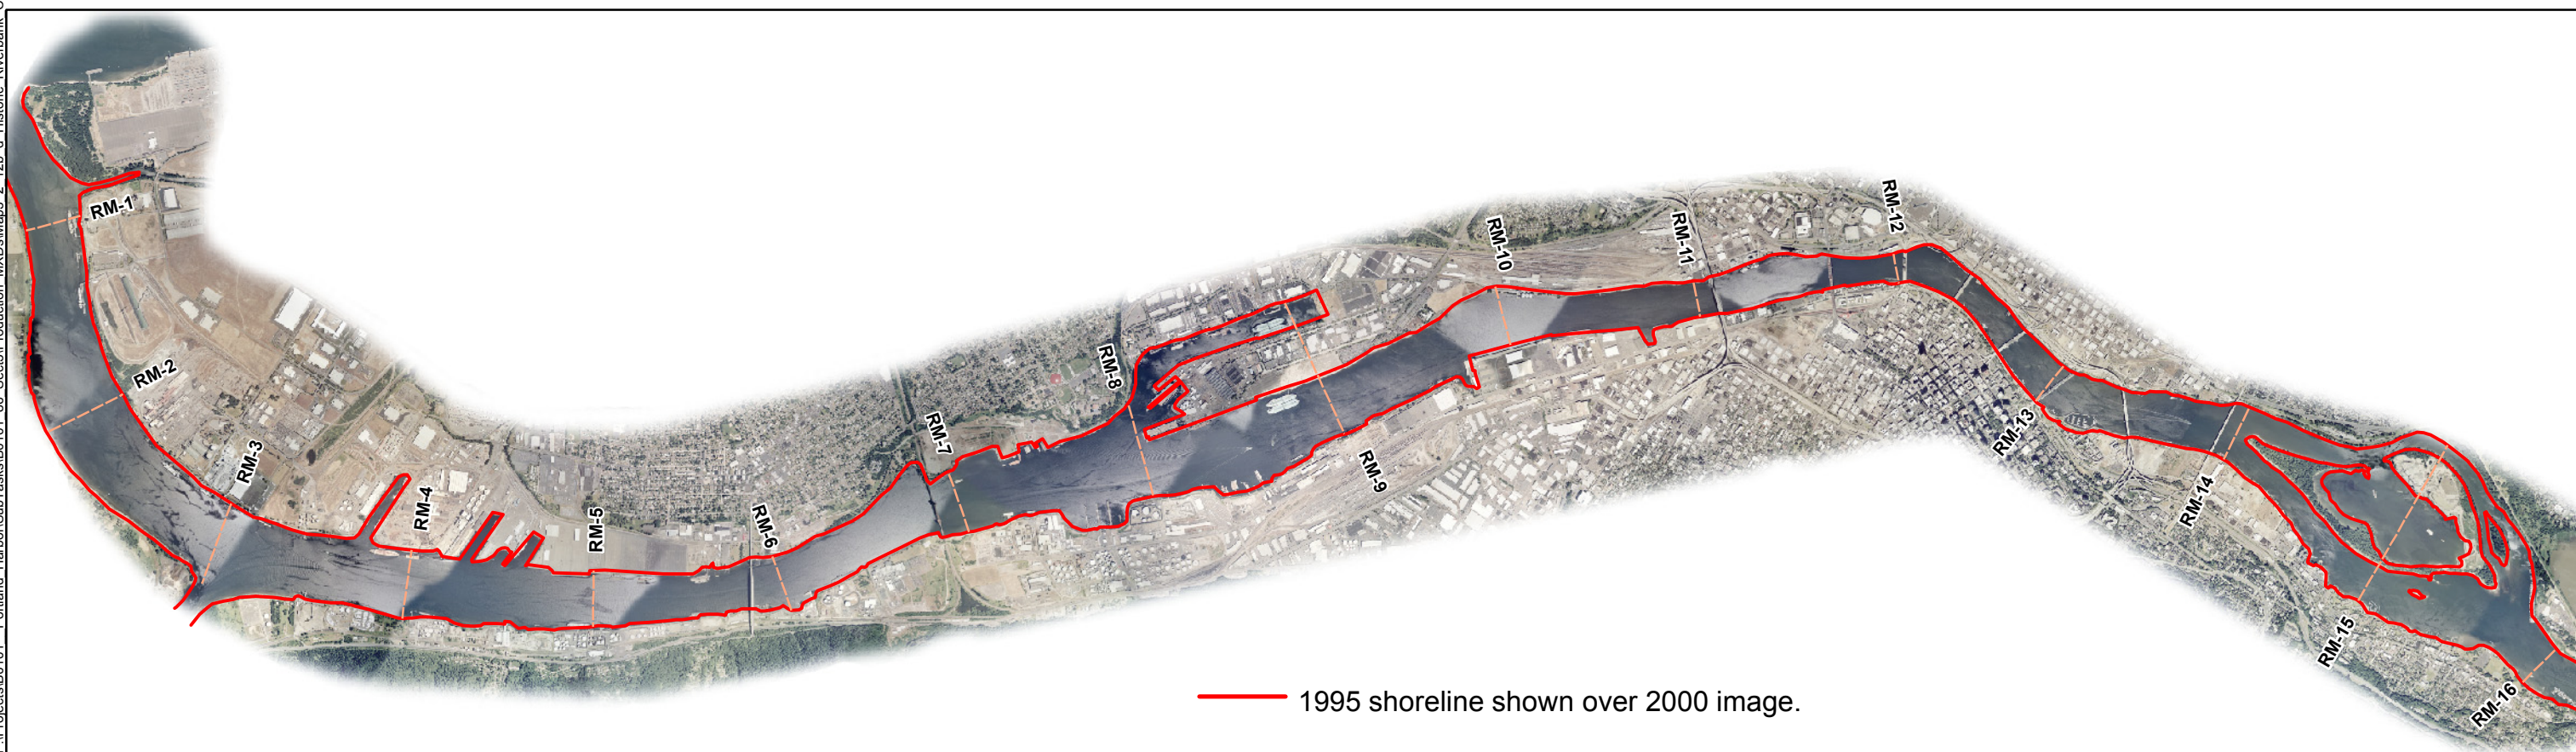 RM-1
RM-2
RM-3
RM-4
RM-5
RM-6
RM-7
RM-8
RM-9
RM-10
RM-11
RM-12
RM-13
RM-14
RM-15
RM-16
1995 shoreline shown over 2000 image.